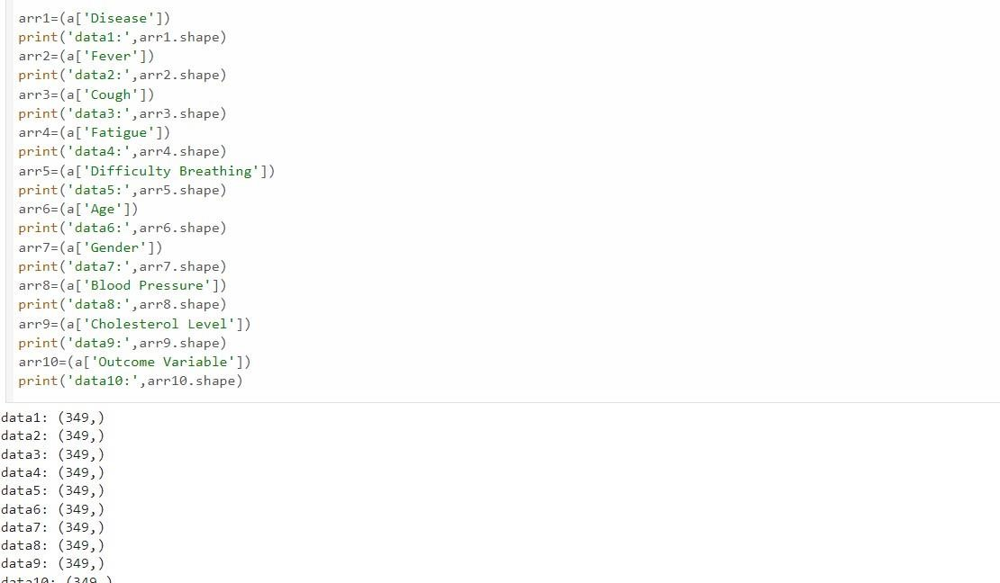 arr1=(a['Disease'])
print('data1:',arr1.shape)
arr2=(a['Fever'])
print('data2:',arr2.shape)
arr3=(a['Cough'])
print('data3:',arr3.shape)
arr4=(a['Fatigue'])
print('data4:',arr4.shape)
arr5=(a['Difficulty Breathing'])
print('data5:',arr5.shape)
arr6=(a['Age'])
print('data6:',arr6.shape)
arr7=(a['Gender'])
print('data7:',arr7.shape)
arr8=(a['Blood Pressure'])
print('data8:',arr8.shape)
arr9=(a['Cholesterol Level'])
print('data9:',arr9.shape)
arr10=(a['Outcome Variable'])
print('data10:',arr10.shape)
data1: (349,)
data2: (349,)
data3: (349,)
data4: (349,)
data5: (349,)
data6: (349,)
data7: (349,)
data8: (349,)
data9: (349,)
data10: (349,)